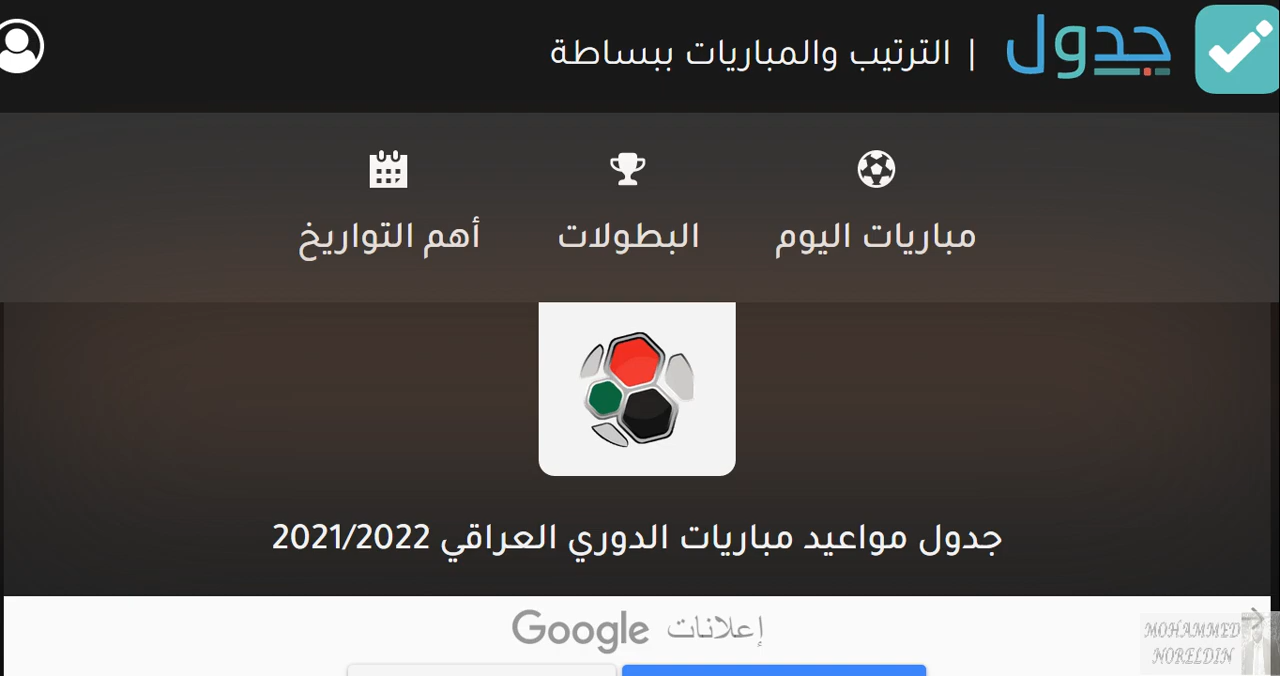 جدول | الترتيب والمباريات ببساطة
مباريات اليوم
البطولات
أهم التواريخ
جدول مواعيد مباريات الدوري العراقي 2021/2022
إعلانات Google
MOHAMMED
NORELDIN